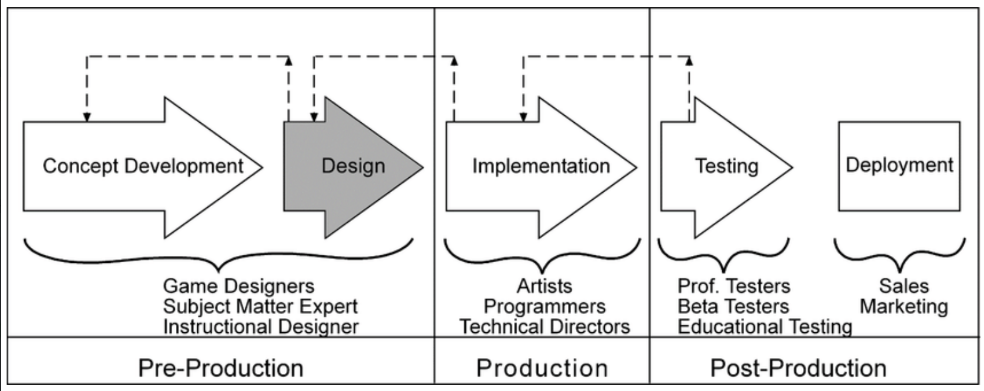 Concept Development
Design
Implementation
Testing
Deployment
Game Designers
Subject Matter Expert
Instructional Designer
Artists
Programmers
Technical Directors
Prof. Testers
Beta Testers
Educational Testing
Sales
Marketing
Pre-Production
Production
Post-Production